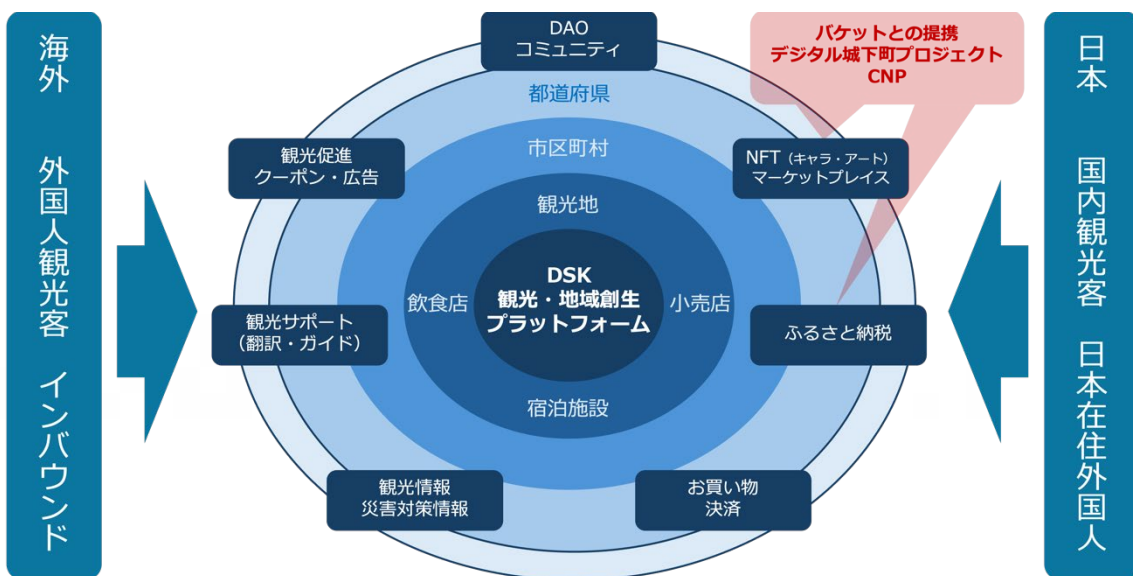 海外 外国人観光客 インバウンド
DAO
コミュニティ
バケットとの提携
デジタル城下町プロジェクト
CNP
日本 国内観光客 日本在住外国人
都道府県
観光促進
クーポン・広告
市区町村
NFT（キャラ・アート）
マーケットプレイス
観光地
飲食店
DSK
観光・地域創生
プラットフォーム
小売店
観光サポート
（翻訳・ガイド）
ふるさと納税
宿泊施設
観光情報
災害対策情報
お買い物
決済